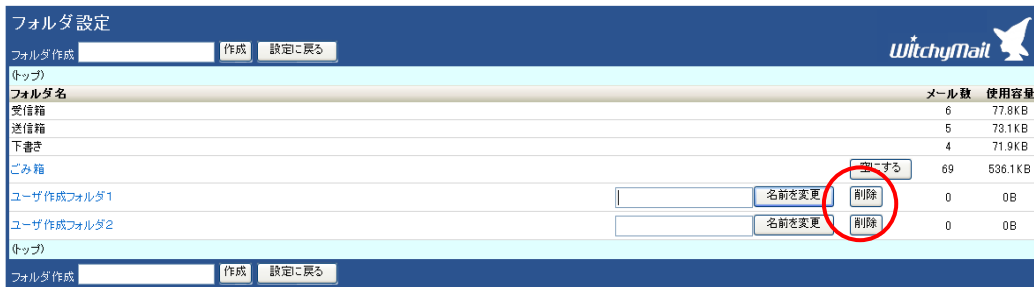 フォルダ設定
フォルダ作成 作成 設定に戻る
WitchyMail
(トップ)
フォルダ名 メール数 使用容量
受信箱 6 77.8KB
送信箱 5 73.1KB
下書き 4 71.9KB
ごみ箱 空にする 69 536.1KB
ユーザ作成フォルダ1 名前を変更 削除 0 0B
ユーザ作成フォルダ2 名前を変更 削除 0 0B
(トップ)
フォルダ作成 作成 設定に戻る